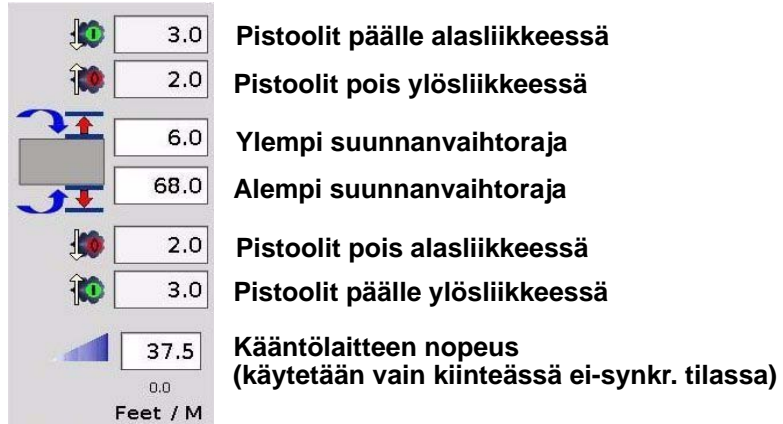 3.0 Pistoolit päälle alasliikkeessä
2.0 Pistoolit pois ylösliikkeessä
6.0 Ylempi suunnanvaihtoraja
68.0 Alempi suunnanvaihtoraja
2.0 Pistoolit pois alasliikkeessä
3.0 Pistoolit päälle ylösliikkeessä
37.5 Kääntölaitteen nopeus
(käytetään vain kiinteässä ei-synkr. tilassa)
0.0
Feet / M